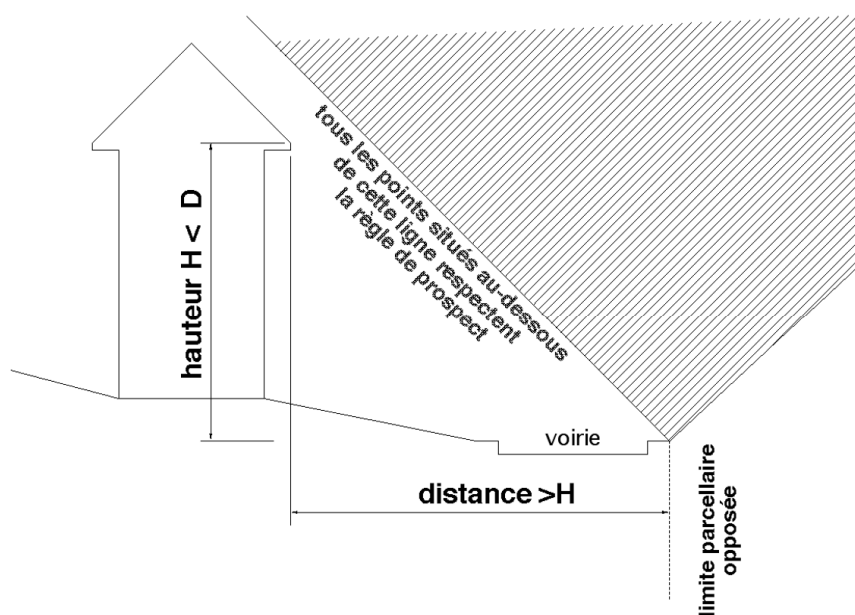 tous les points situés au-dessous
de cette ligne respectent
la règle de prospect
hauteur H < D
voirie
distance >H
limite parcellaire
opposée